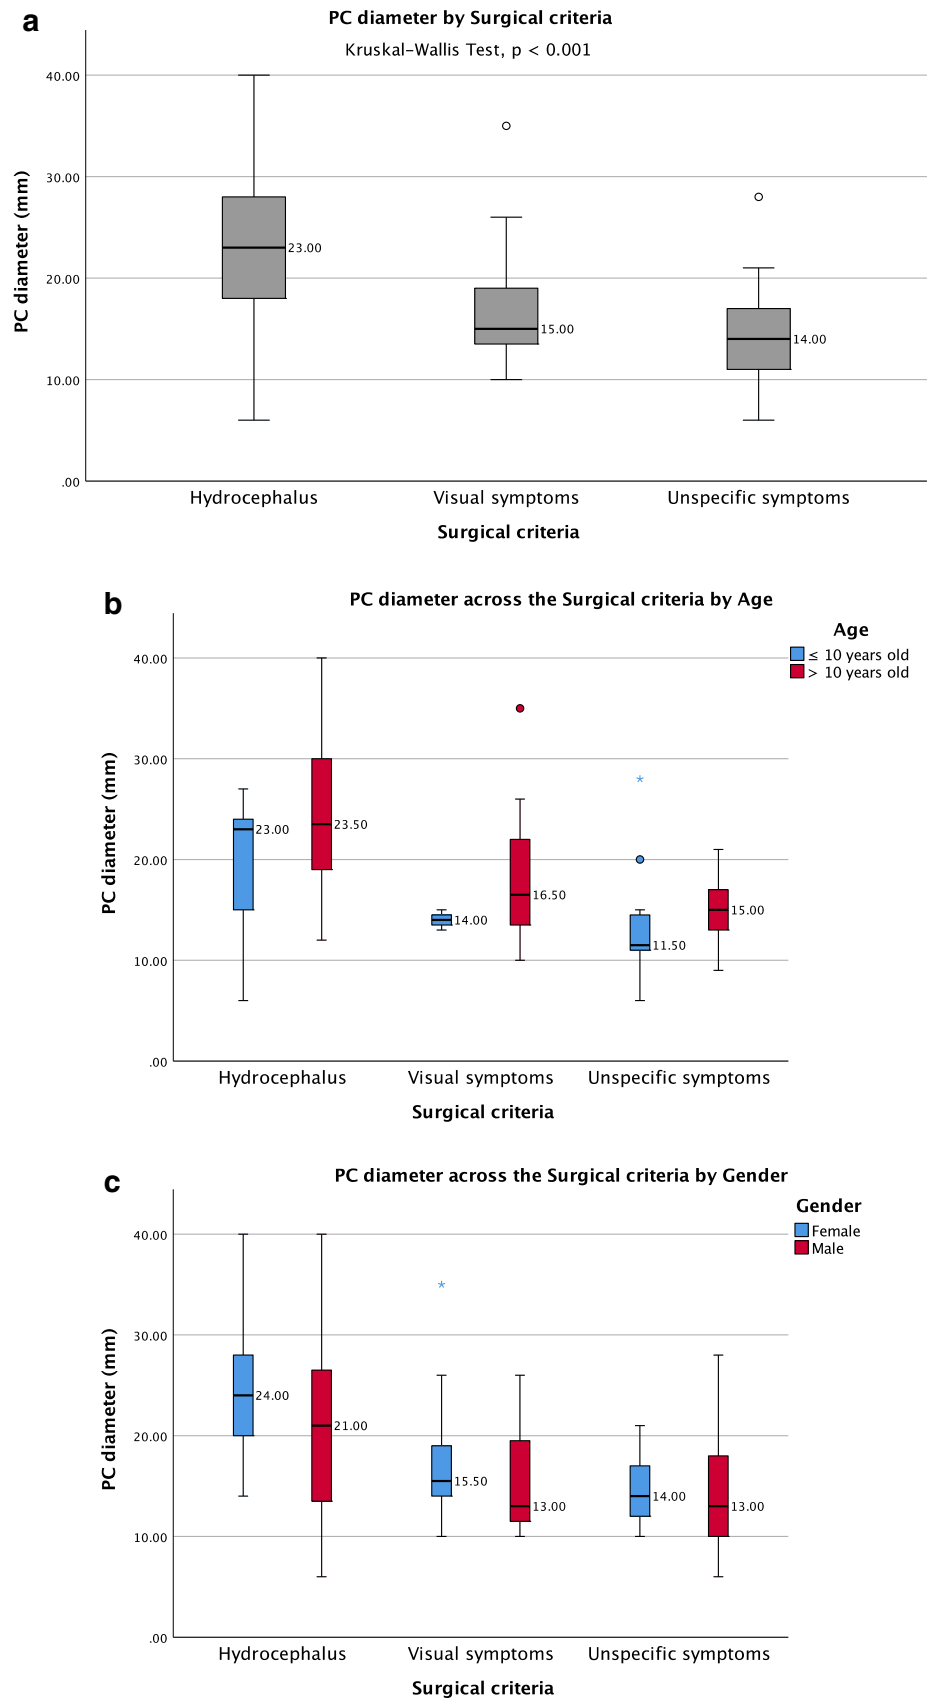 a
PC diameter by Surgical criteria
Kruskal-Wallis Test, p < 0.001
PC diameter (mm)
40.00
30.00
20.00
10.00
.00
23.00
15.00
14.00
Hydrocephalus Visual symptoms Unspecific symptoms
Surgical criteria
b
PC diameter across the Surgical criteria by Age
Age
≤ 10 years old
> 10 years old
PC diameter (mm)
40.00
30.00
20.00
10.00
.00
23.00
23.50
14.00
16.50
11.50
15.00
*
Hydrocephalus Visual symptoms Unspecific symptoms
Surgical criteria
c
PC diameter across the Surgical criteria by Gender
Gender
Female
Male
PC diameter (mm)
40.00
30.00
20.00
10.00
.00
24.00
21.00
15.50
13.00
14.00
13.00
*
Hydrocephalus Visual symptoms Unspecific symptoms
Surgical criteria